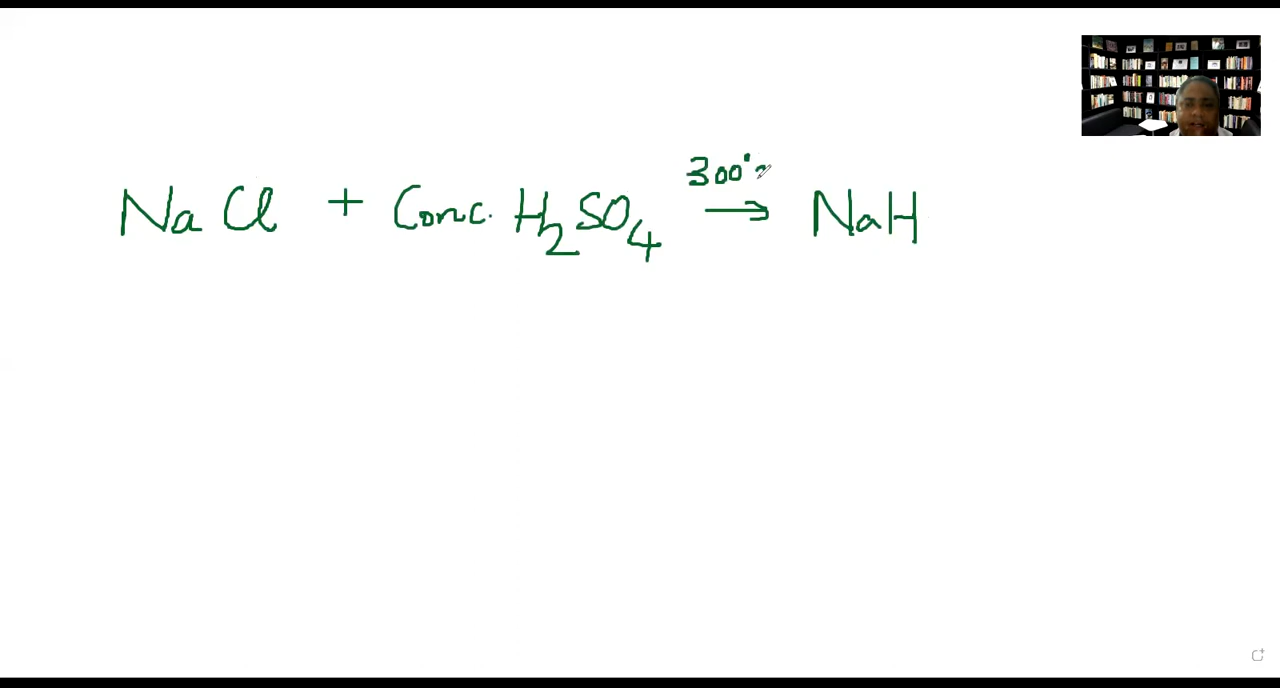 300°
NaCl + Conc. H₂SO₄ → NaH